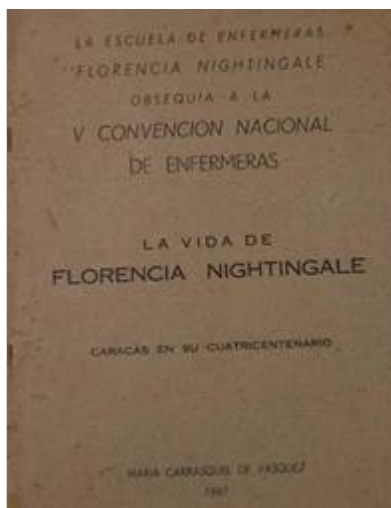 LA ESCUELA DE ENFERMERAS
"FLORENCIA NIGHTINGALE"
OBSEQUIA A LA
V CONVENCION NACIONAL
DE ENFERMERAS
LA VIDA DE
FLORENCIA NIGHTINGALE
CARACAS EN SU CUATRICENTENARIO
MARIA CARRASQUEL DE VASQUEZ
1967